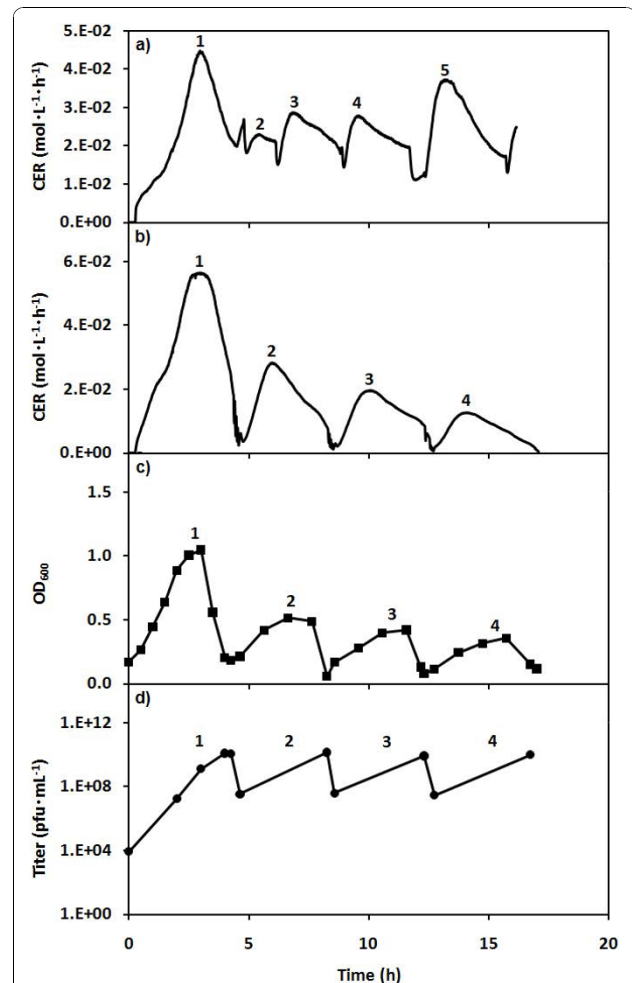 a)
5.E-02
4.E-02
3.E-02
2.E-02
1.E-02
0.E+00
CER (mol·L-1·h-1)
1
2
3
4
5
b)
6.E-02
4.E-02
2.E-02
0.E+00
CER (mol·L-1·h-1)
1
2
3
4
c)
1.5
1.0
0.5
0.0
OD600
1
2
3
4
d)
1.E+12
1.E+08
1.E+04
1.E+00
Titer (pfu·mL-1)
1
2
3
4
0
5
10
15
20
Time (h)